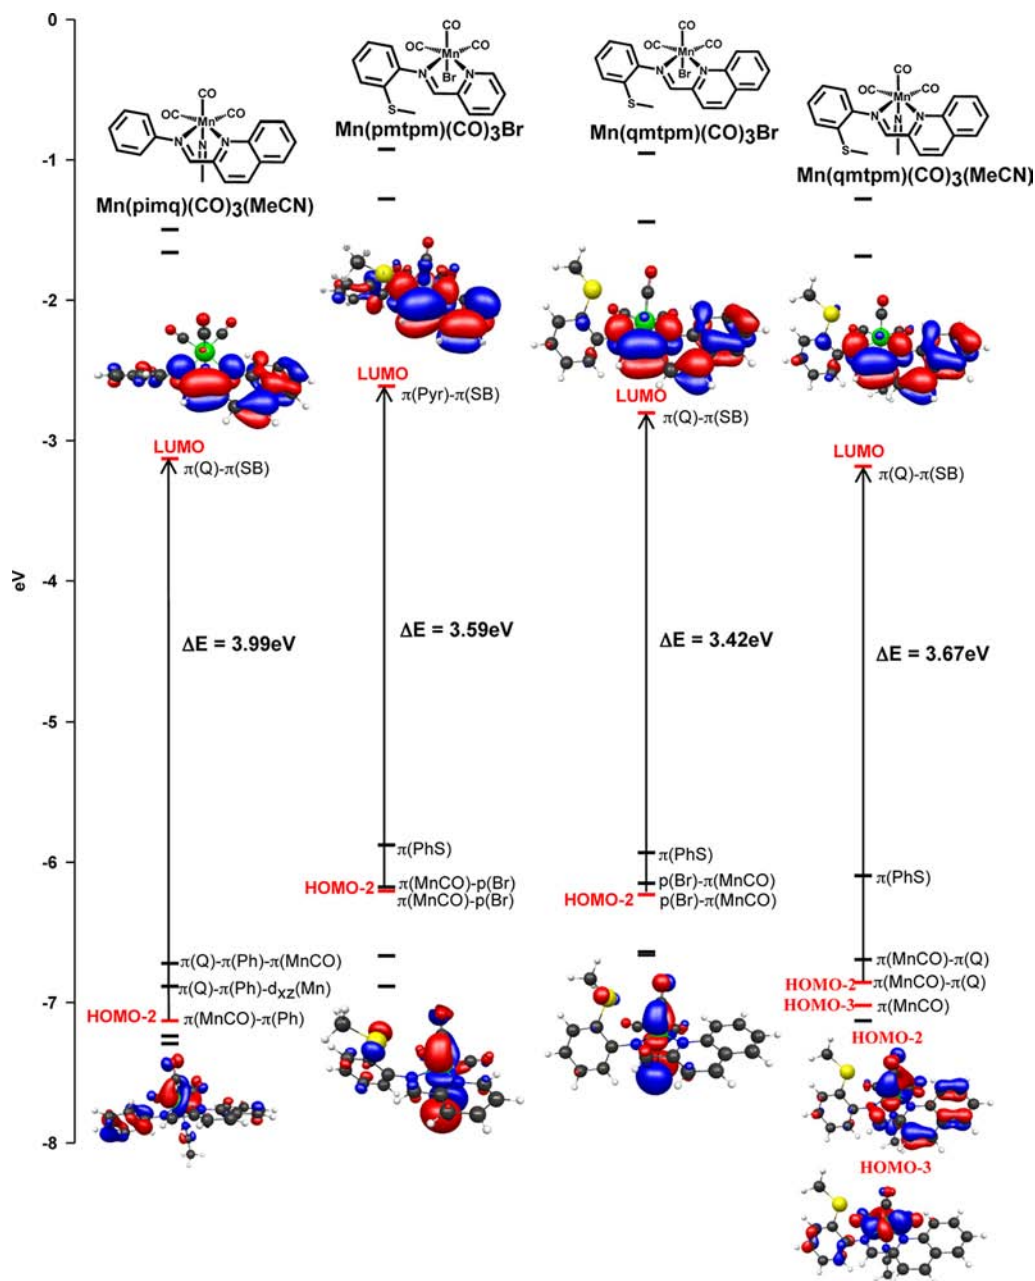 0
-1
-2
-3
-4
-5
-6
-7
-8
eV
CO
CO
CO
Mn
N
N
N
Mn(pimq)(CO)3(MeCN)
LUMO
π(Q)-π(SB)
ΔE = 3.99eV
π(Q)-π(Ph)-π(MnCO)
π(Q)-π(Ph)-dxz(Mn)
HOMO-2
π(MnCO)-π(Ph)
CO
CO
CO
Mn
N
N
Br
S
Mn(pmtpm)(CO)3Br
LUMO
π(Pyr)-π(SB)
ΔE = 3.59eV
π(PhS)
HOMO-2
π(MnCO)-p(Br)
π(MnCO)-p(Br)
CO
CO
CO
Mn
N
N
Br
S
Mn(qmtpm)(CO)3Br
LUMO
π(Q)-π(SB)
ΔE = 3.42eV
π(PhS)
p(Br)-π(MnCO)
HOMO-2
p(Br)-π(MnCO)
CO
CO
CO
Mn
N
N
N
S
Mn(qmtpm)(CO)3(MeCN)
LUMO
π(Q)-π(SB)
ΔE = 3.67eV
π(PhS)
π(MnCO)-π(Q)
HOMO-2
π(MnCO)-π(Q)
HOMO-3
π(MnCO)
HOMO-2
HOMO-3